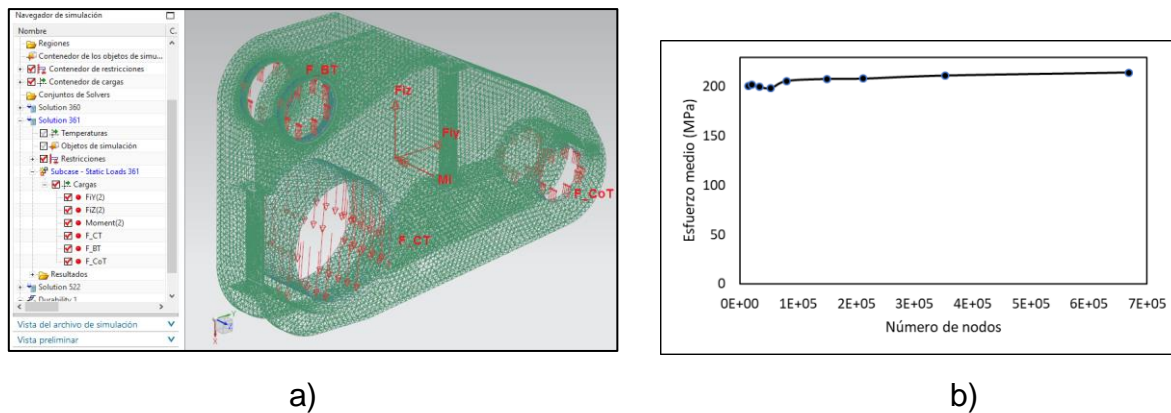 Navegador de simulación
Nombre
C.
Regiones
Contenedor de los objetos de simu...
Contenedor de restricciones
Contenedor de cargas
Conjuntos de Solvers
Solution 360
Solution 361
Temperaturas
Objetos de simulación
Restricciones
Subcase - Static Loads 361
Cargas
FiY(2)
FiZ(2)
Moment(2)
F_CT
F_BT
F_CoT
Resultados
Solution 522
Durability 1
Vista del archivo de simulación
Vista preliminar
F_BT
Fiz
Fiy
Mi
F_CoT
F_CT
Y
Z
X
Esfuerzo medio (MPa)
200
150
100
50
0
0E+00 1E+05 2E+05 3E+05 4E+05 5E+05 6E+05 7E+05
Número de nodos
a)
b)